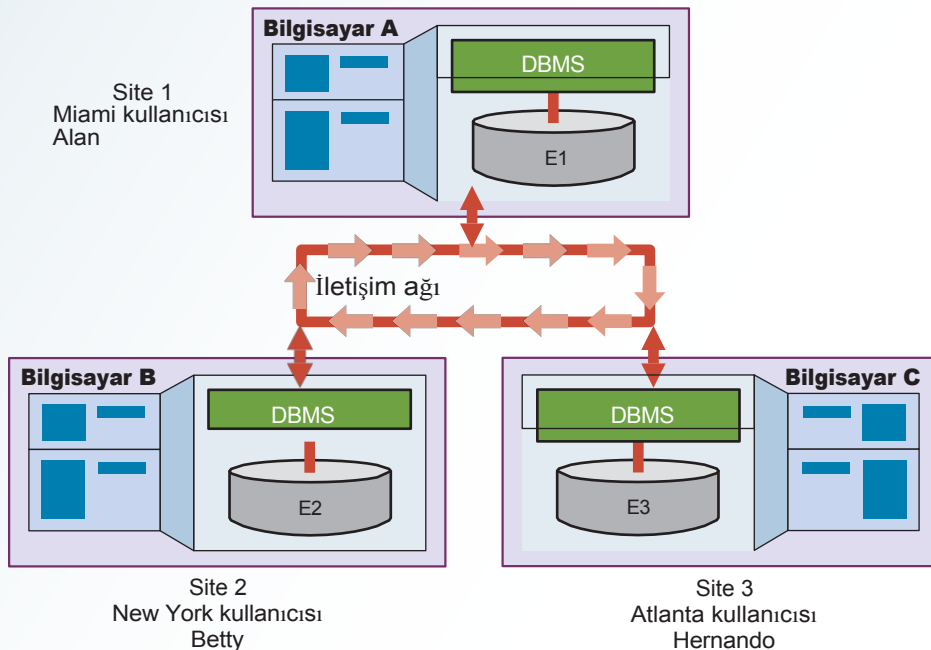 Bilgisayar A
DBMS
E1
Site 1
Miami kullanıcısı
Alan
İletişim ağı
Bilgisayar B
DBMS
E2
Site 2
New York kullanıcısı
Betty
Bilgisayar C
DBMS
E3
Site 3
Atlanta kullanıcısı
Hernando